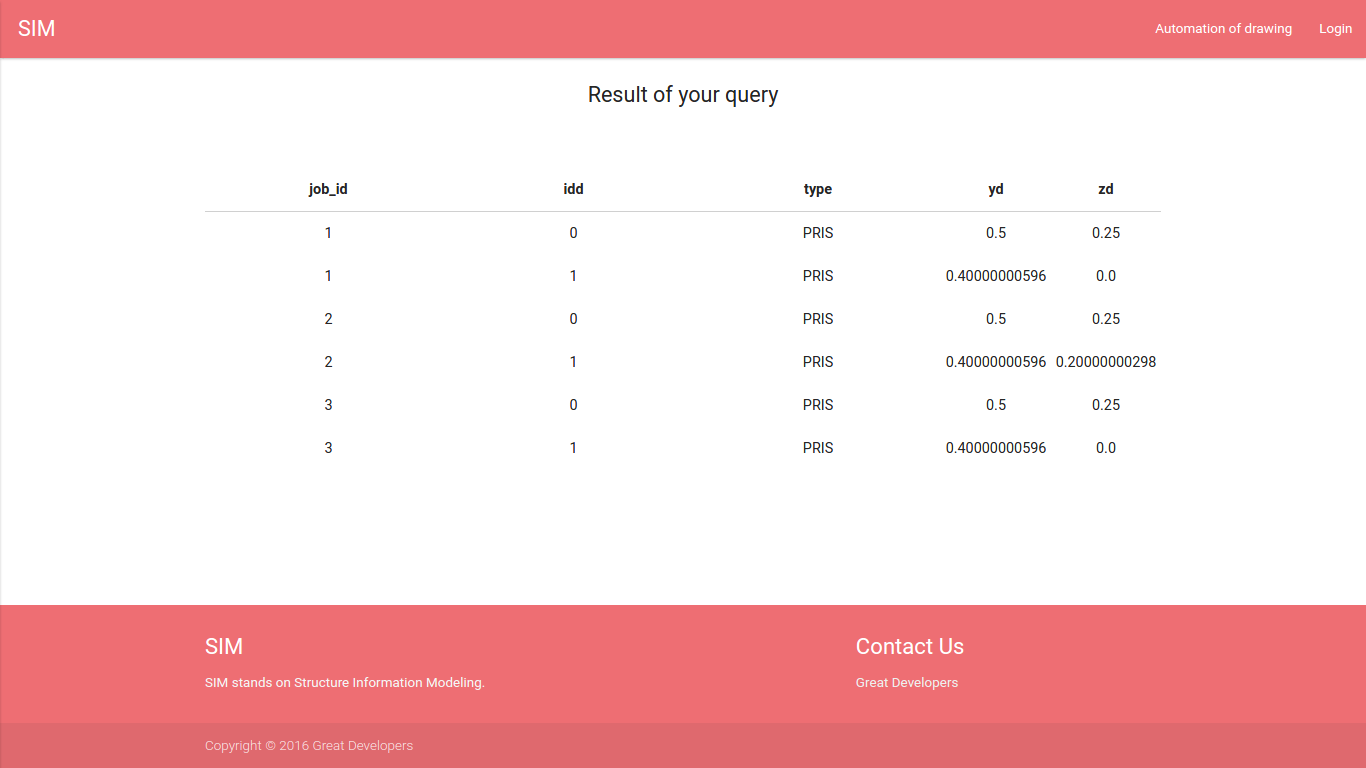 SIM Automation of drawing Login
Result of your query
job_id idd type yd zd
1 0 PRIS 0.5 0.25
1 1 PRIS 0.40000000596 0.0
2 0 PRIS 0.5 0.25
2 1 PRIS 0.40000000596 0.20000000298
3 0 PRIS 0.5 0.25
3 1 PRIS 0.40000000596 0.0
SIM
SIM stands on Structure Information Modeling.
Contact Us
Great Developers
Copyright © 2016 Great Developers